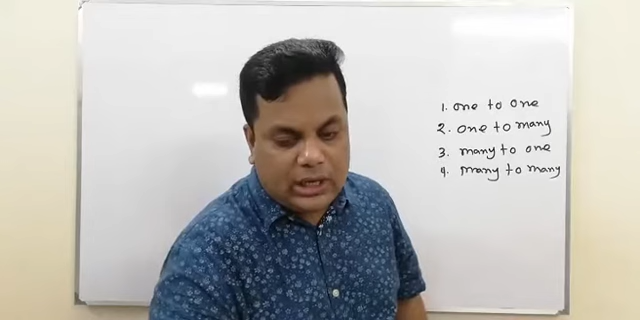 1. one to one
2. one to many
3. many to one
4. many to many